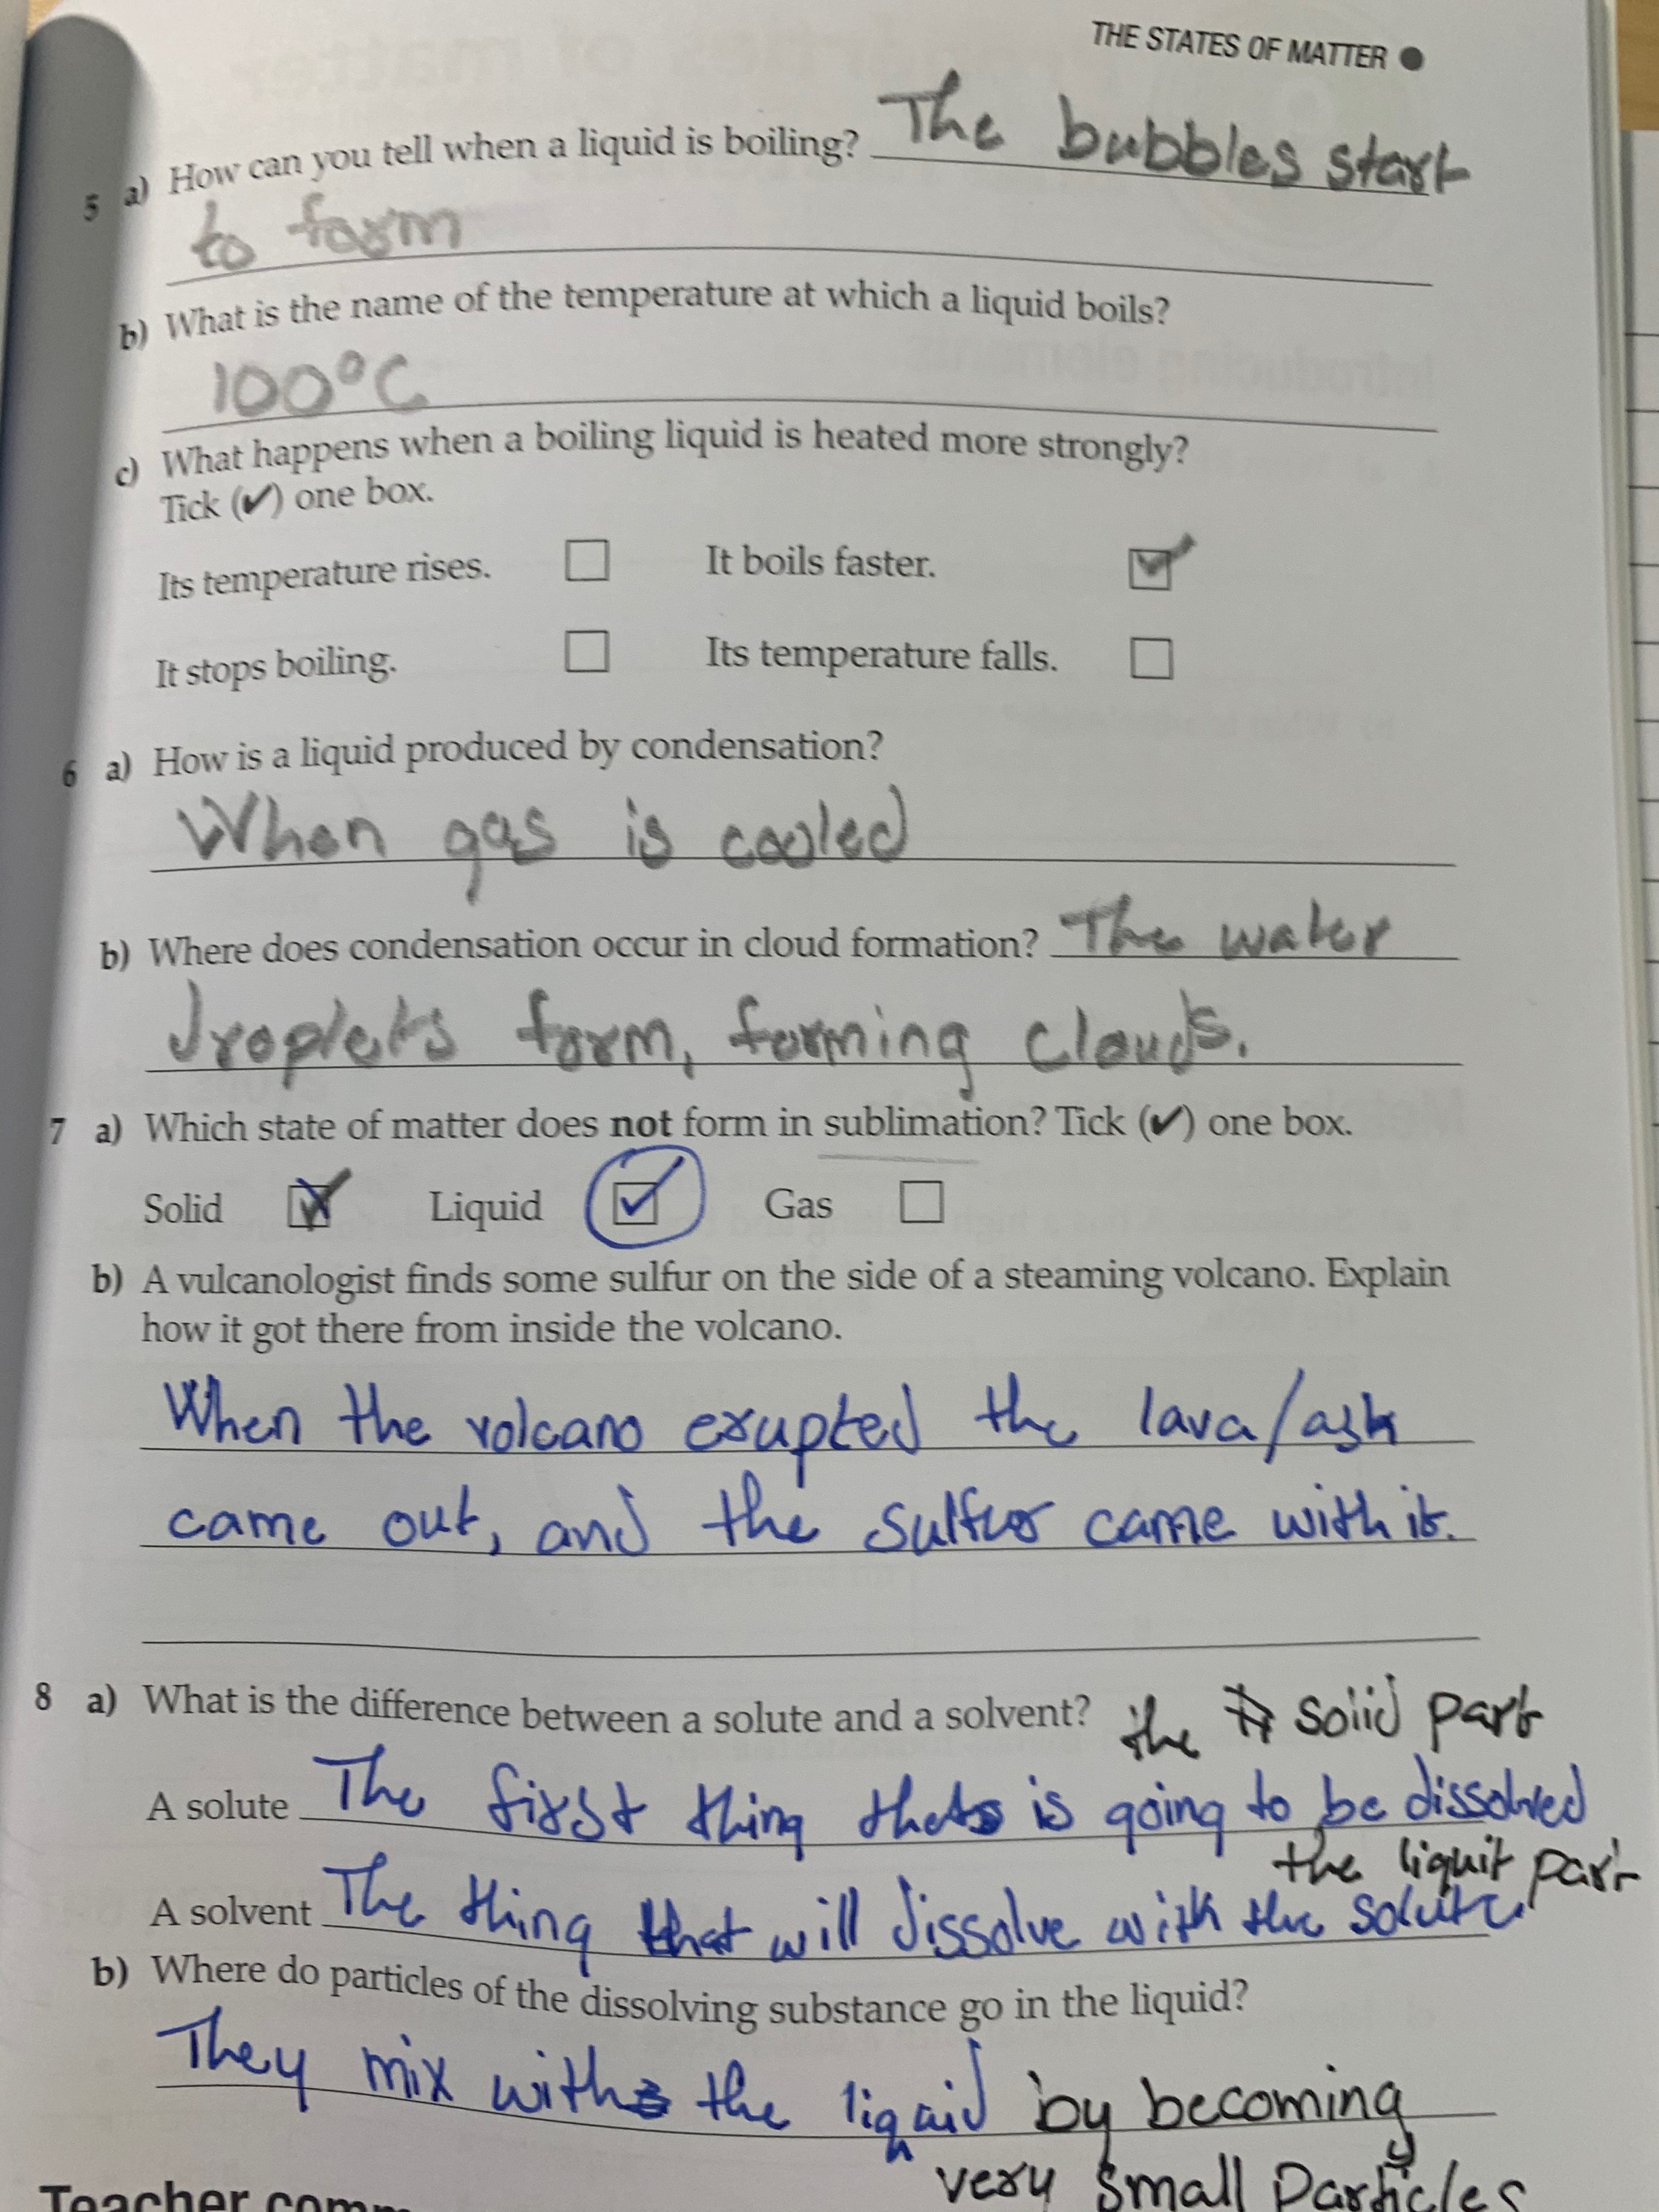 THE STATES OF MATTER
5 a) How can you tell when a liquid is boiling? The bubbles start
to form
b) What is the name of the temperature at which a liquid boils?
100°C
c) What happens when a boiling liquid is heated more strongly?
Tick (✔) one box.
Its temperature rises. ☐ It boils faster. ☑
It stops boiling. ☐ Its temperature falls. ☐
6 a) How is a liquid produced by condensation?
When gas is cooled
b) Where does condensation occur in cloud formation? The water
droplets form, forming clouds.
7 a) Which state of matter does not form in sublimation? Tick (✔) one box.
Solid Liquid ☑ Gas ☐
b) A vulcanologist finds some sulfur on the side of a steaming volcano. Explain
how it got there from inside the volcano.
When the volcano erupted the lava/ash
came out, and the sulfur came with it.
8 a) What is the difference between a solute and a solvent? the solid part
A solute The first thing that is going to be dissolved
the liquit part
A solvent The thing that will dissolve with the solute
b) Where do particles of the dissolving substance go in the liquid?
They mix with the liquid by becoming
very small Particles
Teacher